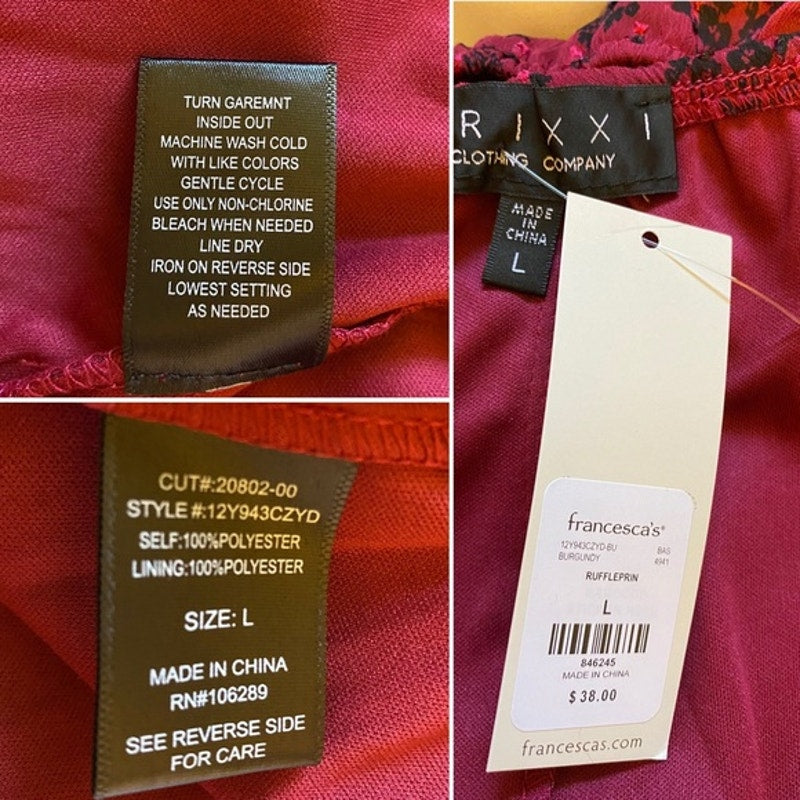 TURN GAREMNT
INSIDE OUT
MACHINE WASH COLD
WITH LIKE COLORS
GENTLE CYCLE
USE ONLY NON-CHLORINE
BLEACH WHEN NEEDED
LINE DRY
IRON ON REVERSE SIDE
LOWEST SETTING
AS NEEDED
CUT#:20802-00
STYLE #:12Y943CZYD
SELF:100%POLYESTER
LINING:100%POLYESTER
SIZE: L
MADE IN CHINA
RN#106289
SEE REVERSE SIDE
FOR CARE
RIXXI
CLOTHING COMPANY
MADE
IN
CHINA
L
francesca's®
12Y943CZYD-BU BAS
BURGUNDY 4941
RUFFLEPRIN
L
846245
MADE IN CHINA
$38.00
francescas.com